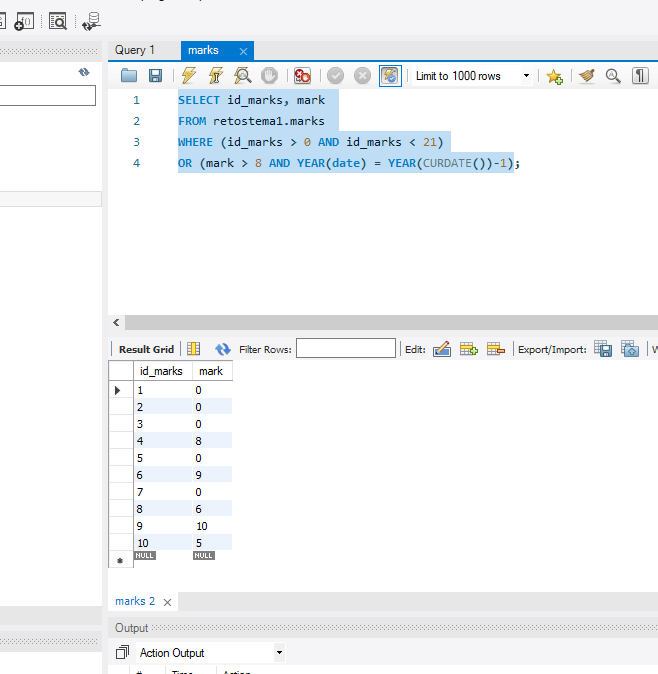 Query 1
marks
Limit to 1000 rows
1 SELECT id_marks, mark
2 FROM retostema1.marks
3 WHERE (id_marks > 0 AND id_marks < 21)
4 OR (mark > 8 AND YEAR(date) = YEAR(CURDATE())-1);
Result Grid Filter Rows: Edit: Export/Import: W
id_marks mark
1 0
2 0
3 0
4 8
5 0
6 9
7 0
8 6
9 10
10 5
NULL NULL
marks 2
Output
Action Output
# Time Action